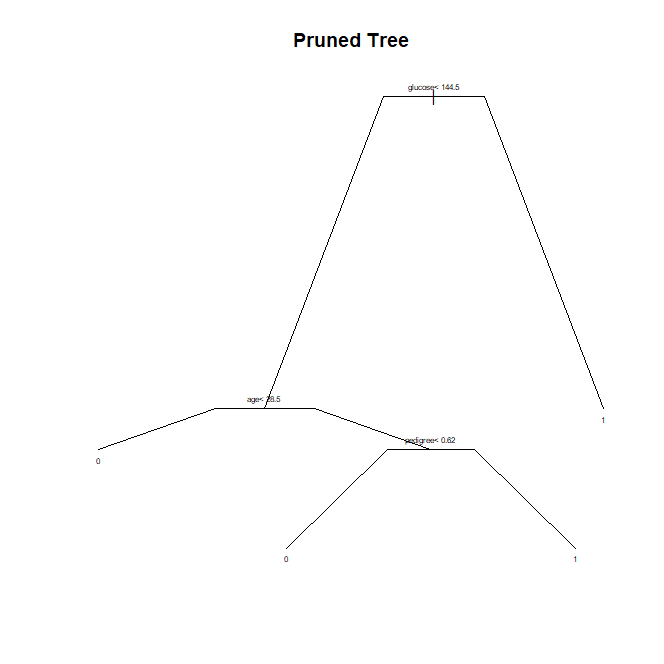 Pruned Tree
glucose< 144.5
age< 28.5
1
pedigree< 0.62
0
0
1